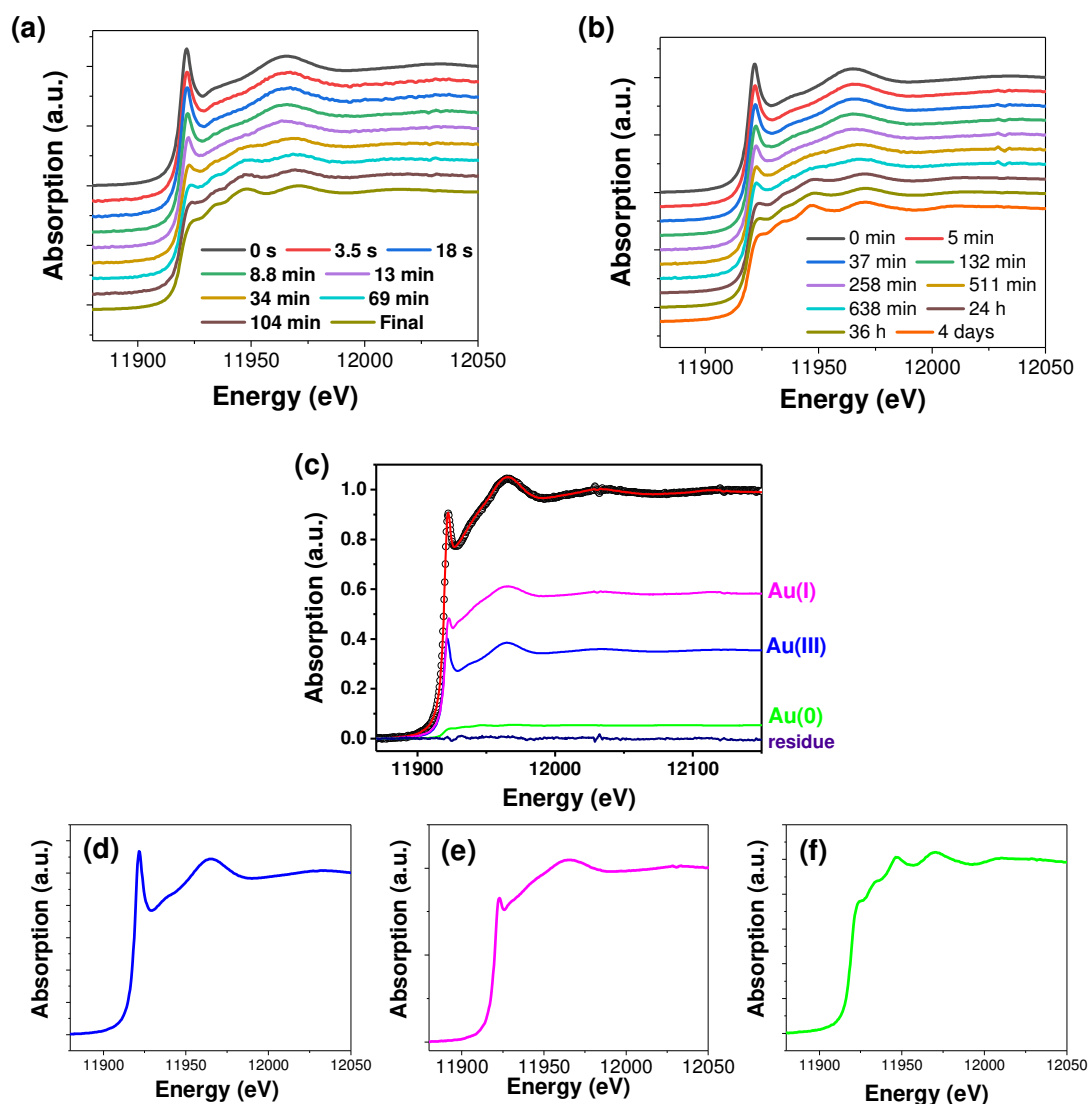 (a)
Absorption (a.u.)
0 s 3.5 s 18 s
8.8 min 13 min
34 min 69 min
104 min Final
11900 11950 12000 12050
Energy (eV)
(b)
Absorption (a.u.)
0 min 5 min
37 min 132 min
258 min 511 min
638 min 24 h
36 h 4 days
11900 11950 12000 12050
Energy (eV)
(c)
Absorption (a.u.)
1.0
0.8
0.6
0.4
0.2
0.0
Au(I)
Au(III)
Au(0)
residue
11900 12000 12100
Energy (eV)
(d)
Absorption (a.u.)
11900 11950 12000 12050
Energy (eV)
(e)
Absorption (a.u.)
11900 11950 12000 12050
Energy (eV)
(f)
Absorption (a.u.)
11900 11950 12000 12050
Energy (eV)